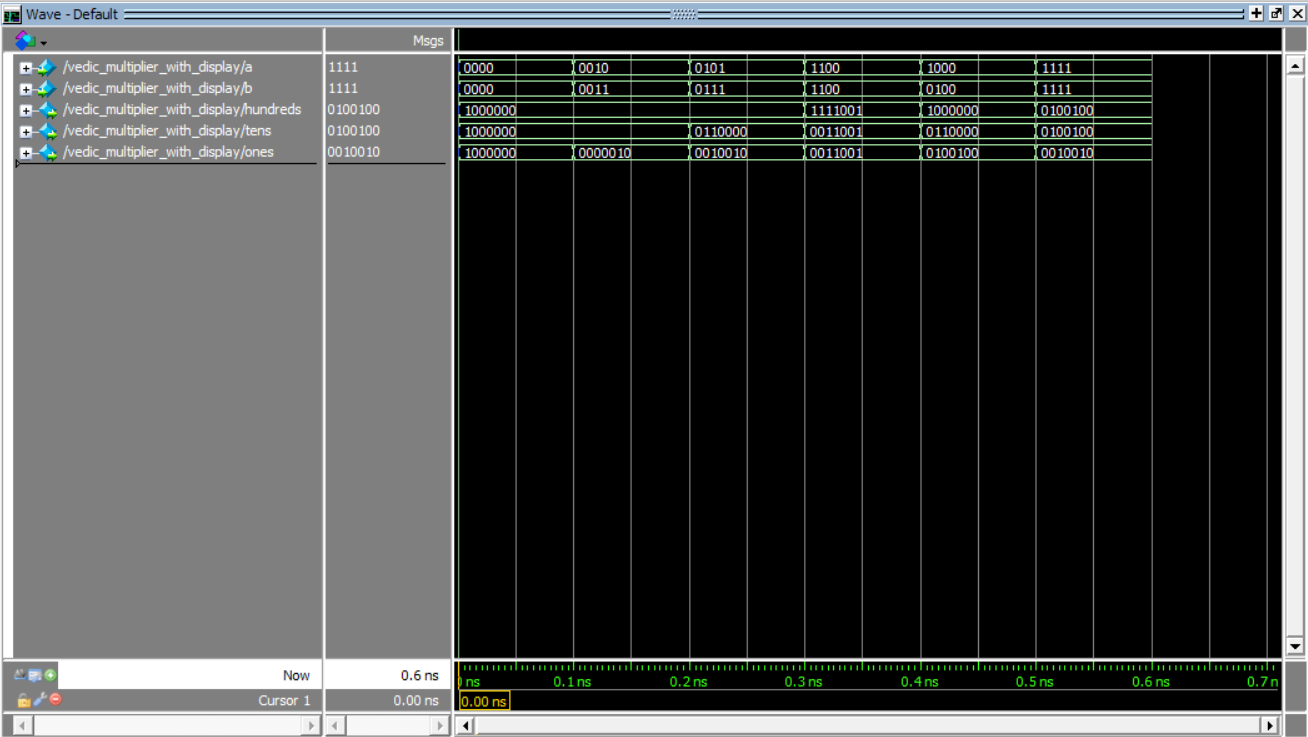 Wave - Default
Msgs
/vedic_multiplier_with_display/a 1111 0000 0010 0101 1100 1000 1111
/vedic_multiplier_with_display/b 1111 0000 0011 0111 1100 0100 1111
/vedic_multiplier_with_display/hundreds 0100100 1000000 1111001 1000000 0100100
/vedic_multiplier_with_display/tens 0100100 1000000 0110000 0011001 0110000 0100100
/vedic_multiplier_with_display/ones 0010010 1000000 0000010 0010010 0011001 0100100 0010010
Now 0.6 ns ns 0.1 ns 0.2 ns 0.3 ns 0.4 ns 0.5 ns 0.6 ns 0.7 n
Cursor 1 0.00 ns 0.00 ns